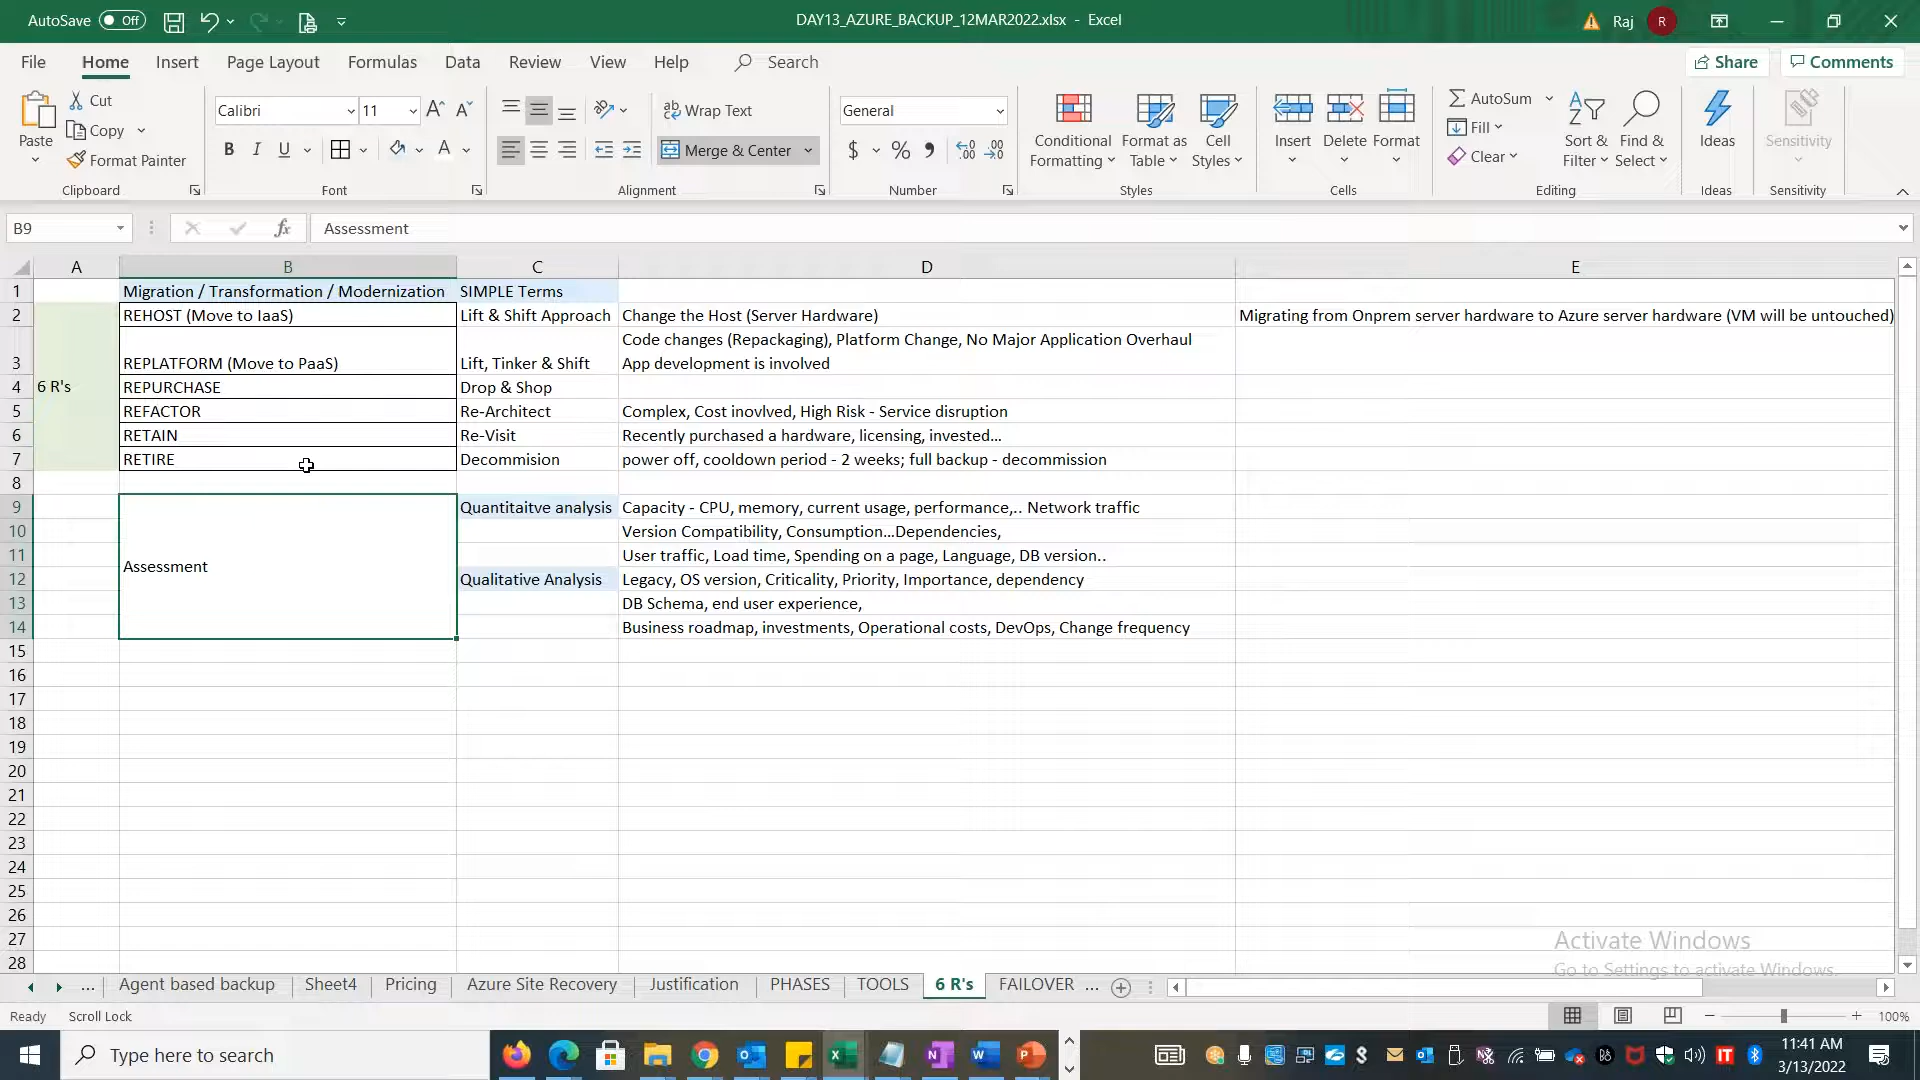 AutoSave Off DAY13_AZURE_BACKUP_12MAR2022.xlsx - Excel Raj R
File Home Insert Page Layout Formulas Data Review View Help Search Share Comments
Paste Cut Copy Format Painter Clipboard
Calibri 11 B I U A Font
Wrap Text Merge & Center Alignment
General $ % Number
Conditional Formatting Format as Table Cell Styles Styles
Insert Delete Format Cells
AutoSum Fill Clear Sort & Filter Find & Select Editing
Ideas Ideas
Sensitivity Sensitivity
B9 fx Assessment
A B C D E
1 Migration / Transformation / Modernization SIMPLE Terms
2 REHOST (Move to IaaS) Lift & Shift Approach Change the Host (Server Hardware) Migrating from Onprem server hardware to Azure server hardware (VM will be untouched)
Code changes (Repackaging), Platform Change, No Major Application Overhaul
3 REPLATFORM (Move to PaaS) Lift, Tinker & Shift App development is involved
4 6 R's REPURCHASE Drop & Shop
5 REFACTOR Re-Architect Complex, Cost inovlved, High Risk - Service disruption
6 RETAIN Re-Visit Recently purchased a hardware, licensing, invested...
7 RETIRE Decommision power off, cooldown period - 2 weeks; full backup - decommission
8
9 Quantitaitve analysis Capacity - CPU, memory, current usage, performance,.. Network traffic
10 Version Compatibility, Consumption...Dependencies,
11 Assessment User traffic, Load time, Spending on a page, Language, DB version..
12 Qualitative Analysis Legacy, OS version, Criticality, Priority, Importance, dependency
13 DB Schema, end user experience,
14 Business roadmap, investments, Operational costs, DevOps, Change frequency
15
16
17
18
19
20
21
22
23
24
25
26
27
28
Activate Windows
Go to Settings to activate Windows.
... Agent based backup Sheet4 Pricing Azure Site Recovery Justification PHASES TOOLS 6 R's FAILOVER ...
Ready Scroll Lock 100%
Type here to search
11:41 AM
3/13/2022